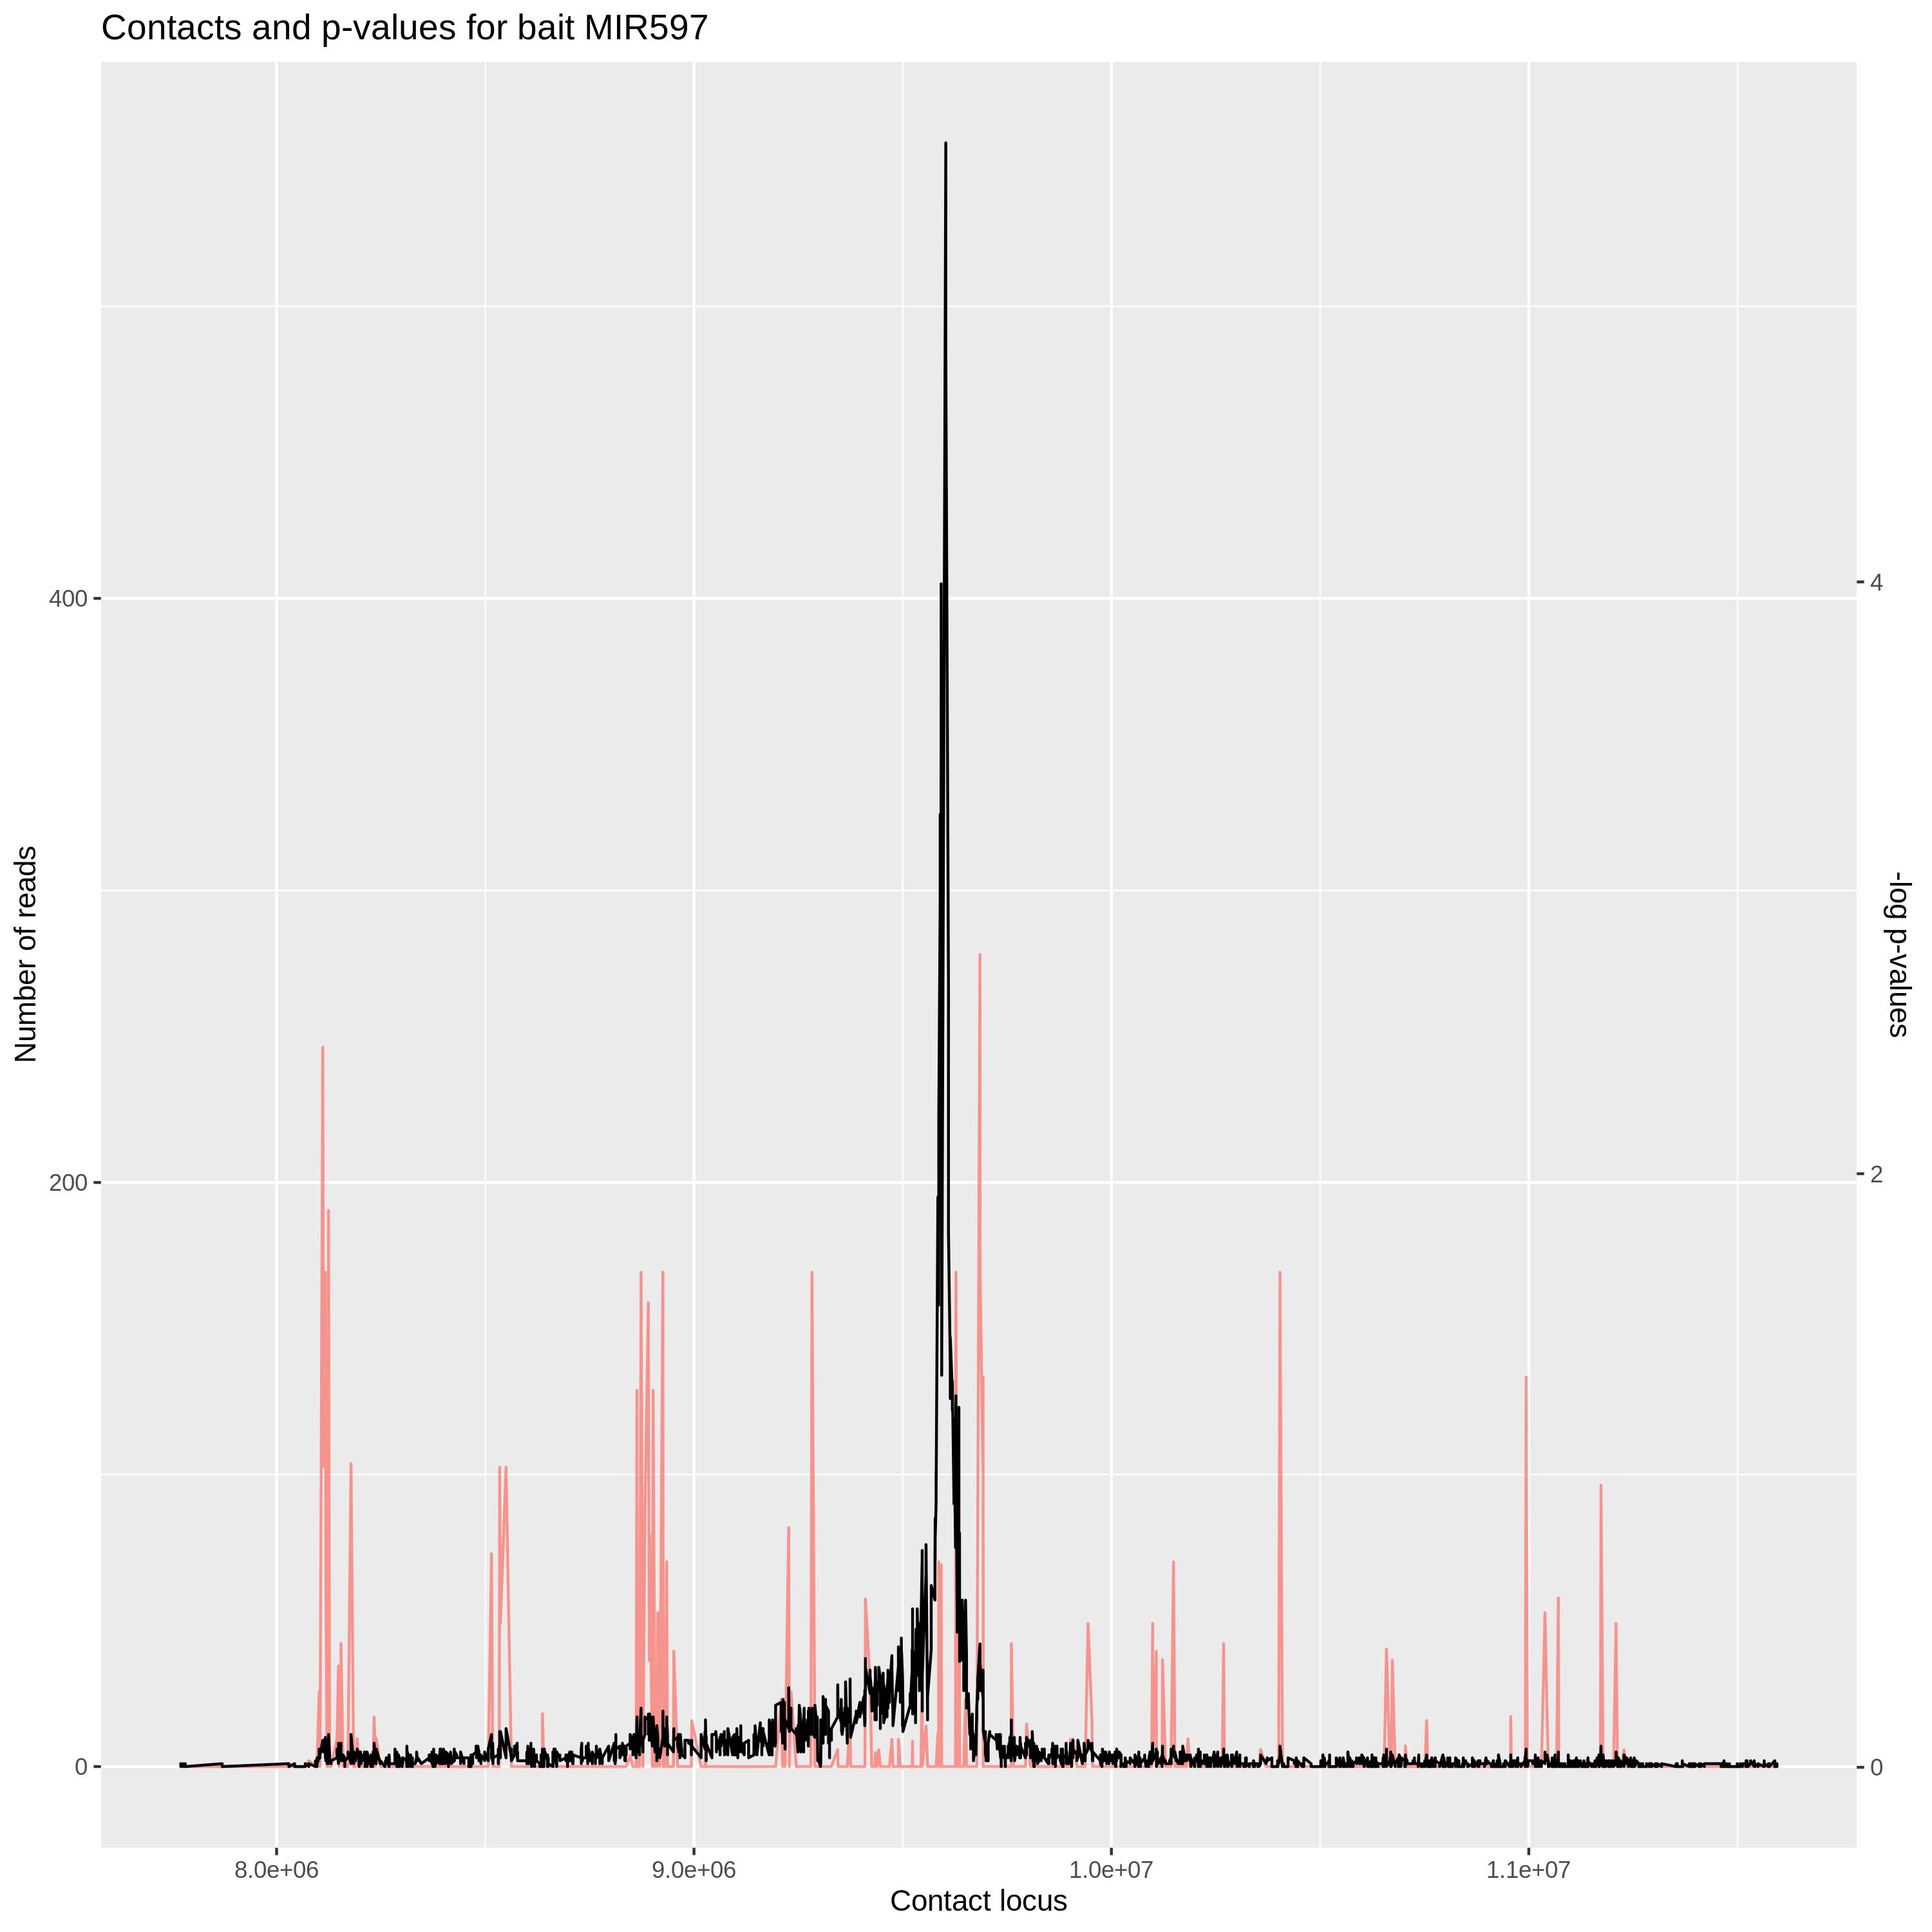 Contacts and p-values for bait MIR597
Number of reads
400
200
0
4
2
0
-log p-values
8.0e+06
9.0e+06
1.0e+07
1.1e+07
Contact locus